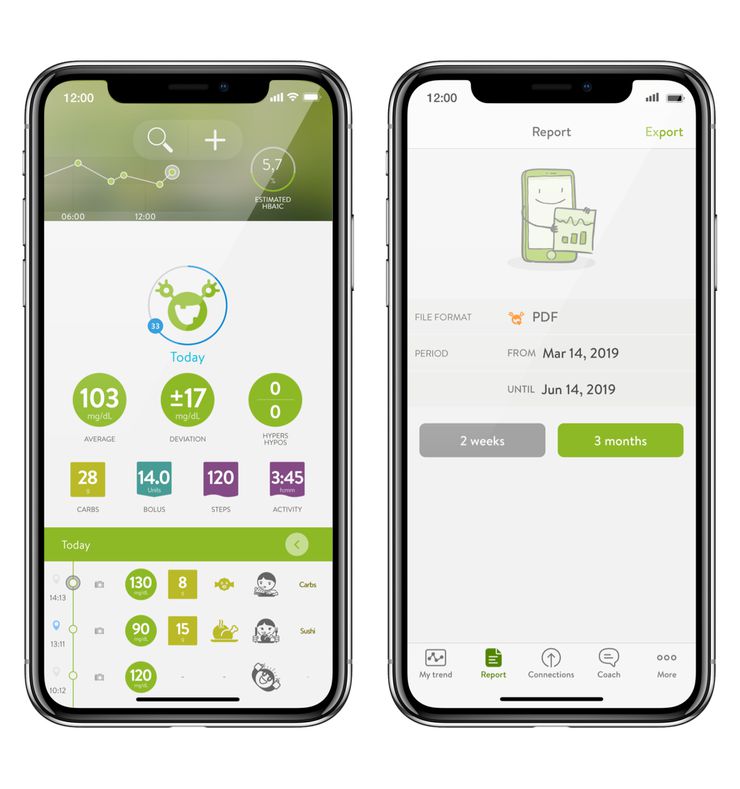 12:00
5,7
%
ESTIMATED
HBA1C
06:00 12:00
33
Today
103
mg/dL
±17
mg/dL
0
0
AVERAGE
DEVIATION
HYPERS
HYPOS
28
g
14.0
Units
120
3:45
h:mm
CARBS
BOLUS
STEPS
ACTIVITY
Today
14:13
130
mg/dL
8
g
Carbs
13:11
90
mg/dL
15
g
Sushi
10:12
120
mg/dL
- -
-
12:00
Report
Export
FILE FORMAT PDF
PERIOD FROM Mar 14, 2019
UNTIL Jun 14, 2019
2 weeks
3 months
My trend
Report
Connections
Coach
More